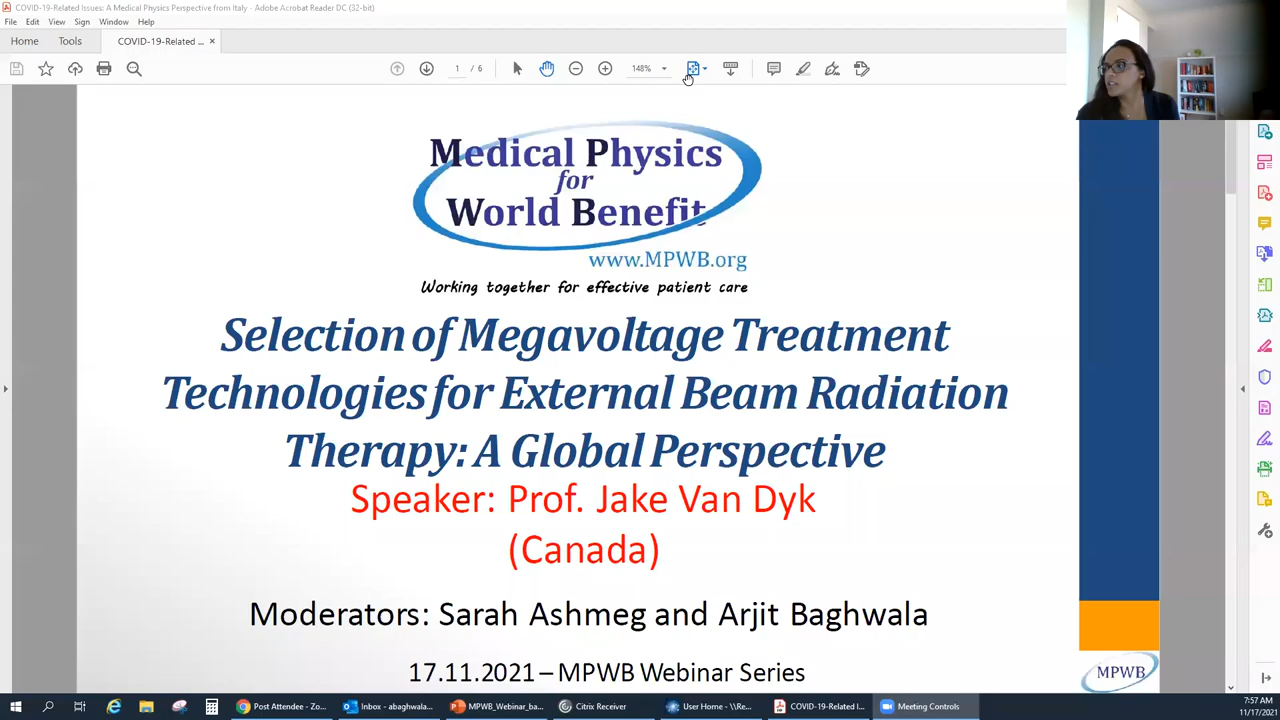 COVID-19-Related Issues: A Medical Physics Perspective from Italy - Adobe Acrobat Reader DC (32-bit)
File Edit View Sign Window Help
Home Tools COVID-19-Related ... ×
1 / 6 148%
Medical Physics
for
World Benefit
www.MPWB.org
Working together for effective patient care
Selection of Megavoltage Treatment
Technologies for External Beam Radiation
Therapy: A Global Perspective
Speaker: Prof. Jake Van Dyk
(Canada)
Moderators: Sarah Ashmeg and Arjit Baghwala
17.11.2021 – MPWB Webinar Series
MPWB
Post Attendee - Zo... Inbox - abaghwala... MPWB_Webinar_ba... Citrix Receiver User Home - \\Re... COVID-19-Related I... Meeting Controls
7:57 AM
11/17/2021